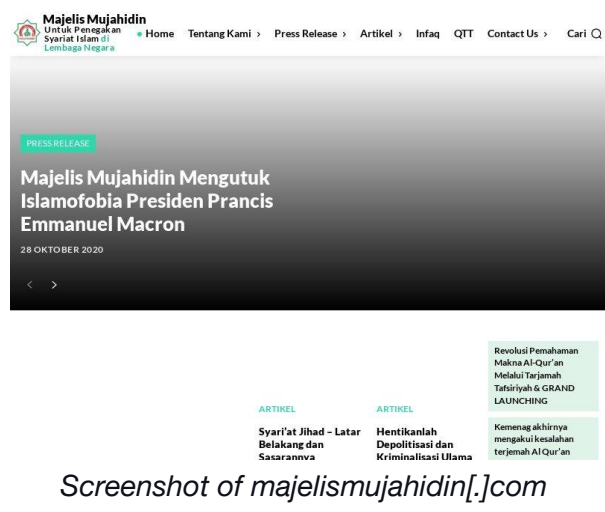 Majelis Mujahidin
Untuk Penegakan
Syariat Islam di
Lembaga Negara
Home Tentang Kami › Press Release › Artikel › Infaq QTT Contact Us › Cari
PRESS RELEASE
Majelis Mujahidin Mengutuk
Islamofobia Presiden Prancis
Emmanuel Macron
28 OKTOBER 2020
ARTIKEL
Syari'at Jihad – Latar
Belakang dan
Sasarannya
ARTIKEL
Hentikanlah
Depolitisasi dan
Kriminalisasi Ulama
Revolusi Pemahaman
Makna Al-Qur'an
Melalui Tarjamah
Tafsiriyah & GRAND
LAUNCHING
Kemenag akhirnya
mengakui kesalahan
terjemah Al Qur'an
Screenshot of majelismujahidin[.]com